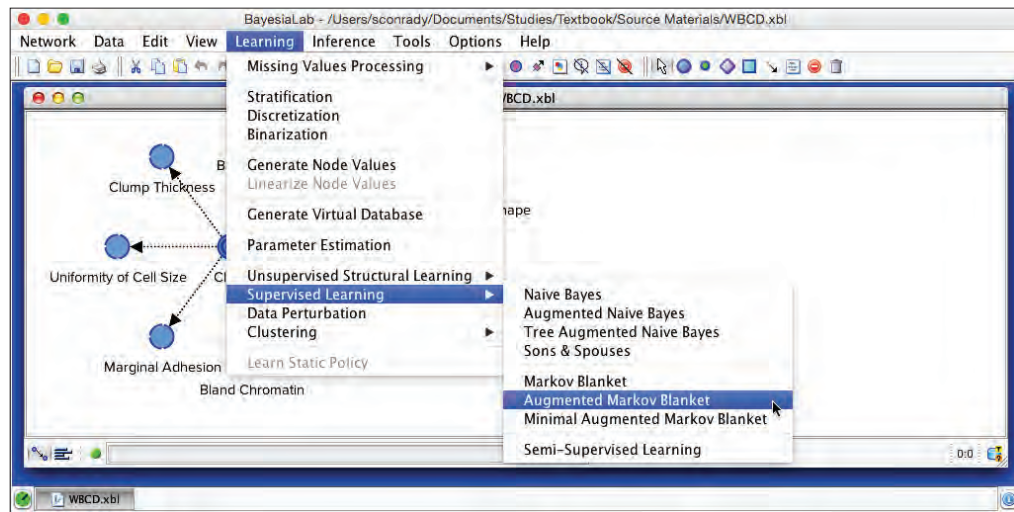 BayesiaLab - /Users/sconrady/Documents/Studies/Textbook/Source Materials/WBCD.xbl
Network Data Edit View Learning Inference Tools Options Help
Missing Values Processing
Stratification
Discretization
Binarization
Generate Node Values
Linearize Node Values
Generate Virtual Database
Parameter Estimation
Unsupervised Structural Learning
Supervised Learning
Data Perturbation
Clustering
Learn Static Policy
Naive Bayes
Augmented Naive Bayes
Tree Augmented Naive Bayes
Sons & Spouses
Markov Blanket
Augmented Markov Blanket
Minimal Augmented Markov Blanket
Semi-Supervised Learning
BCD.xbl
B
Clump Thickness
ape
Uniformity of Cell Size
Cl
Marginal Adhesion
Bland Chromatin
0:0
WBCD.xbl